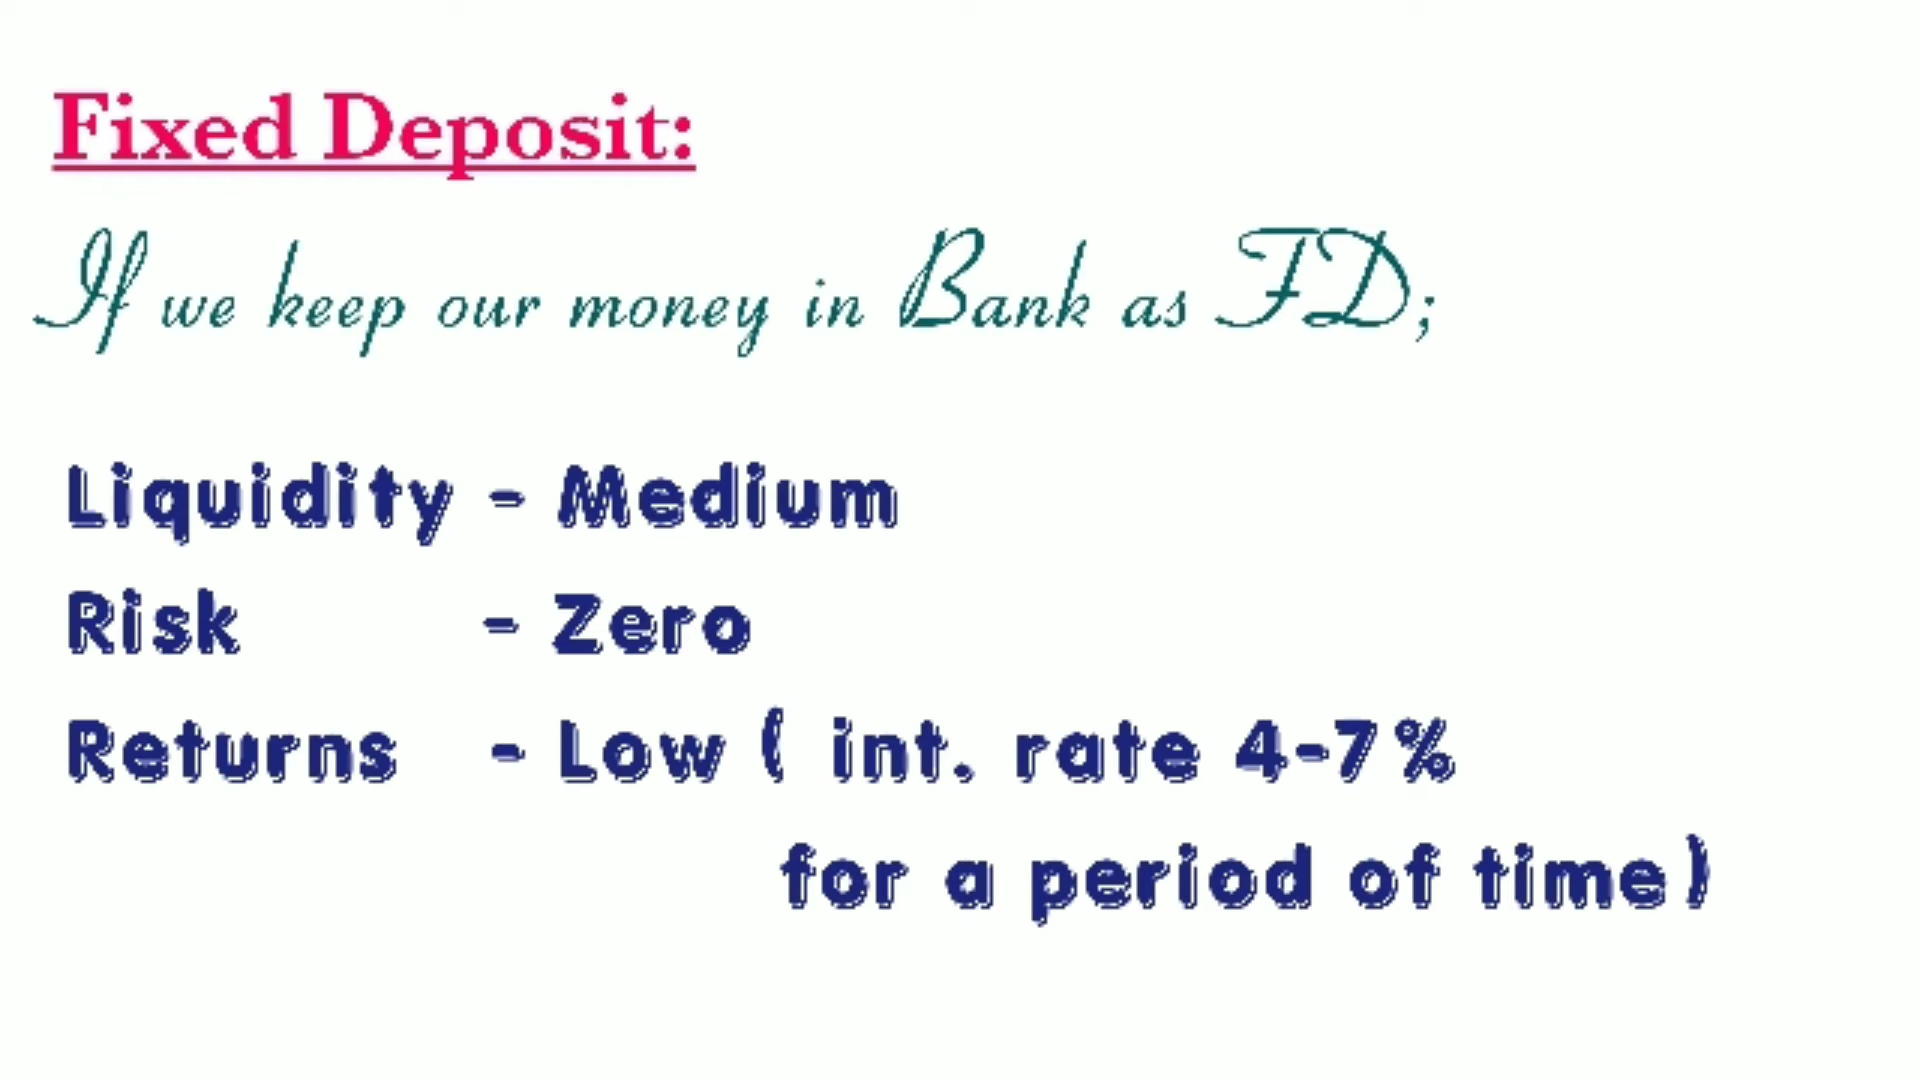 Fixed Deposit:
If we keep our money in Bank as FD;
Liquidity - Medium
Risk - Zero
Returns - Low ( int. rate 4-7%
for a period of time)